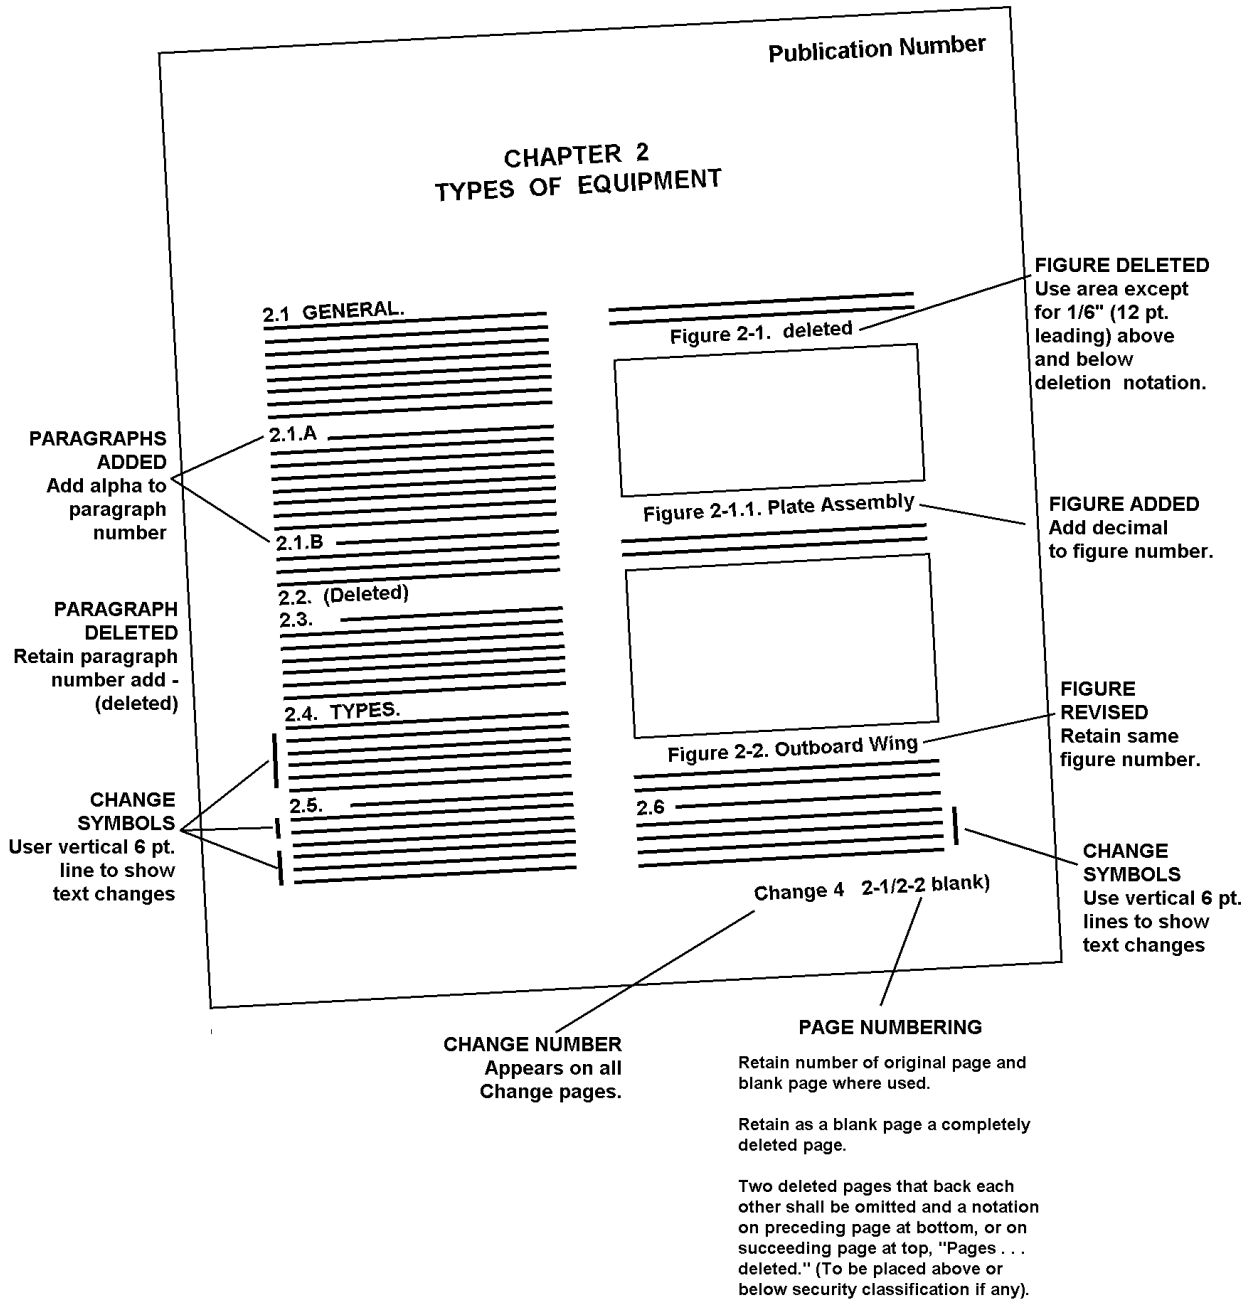 Publication Number
CHAPTER 2
TYPES OF EQUIPMENT
2.1 GENERAL.
2.1.A
2.1.B
2.2. (Deleted)
2.3.
2.4. TYPES.
2.5.
Figure 2-1. deleted
Figure 2-1.1. Plate Assembly
Figure 2-2. Outboard Wing
2.6
Change 4 2-1/2-2 blank)
PARAGRAPHS
ADDED
Add alpha to
paragraph
number
PARAGRAPH
DELETED
Retain paragraph
number add -
(deleted)
CHANGE
SYMBOLS
User vertical 6 pt.
line to show
text changes
FIGURE DELETED
Use area except
for 1/6" (12 pt.
leading) above
and below
deletion notation.
FIGURE ADDED
Add decimal
to figure number.
FIGURE
REVISED
Retain same
figure number.
CHANGE
SYMBOLS
Use vertical 6 pt.
lines to show
text changes
CHANGE NUMBER
Appears on all
Change pages.
PAGE NUMBERING
Retain number of original page and
blank page where used.
Retain as a blank page a completely
deleted page.
Two deleted pages that back each
other shall be omitted and a notation
on preceding page at bottom, or on
succeeding page at top, "Pages . . .
deleted." (To be placed above or
below security classification if any).